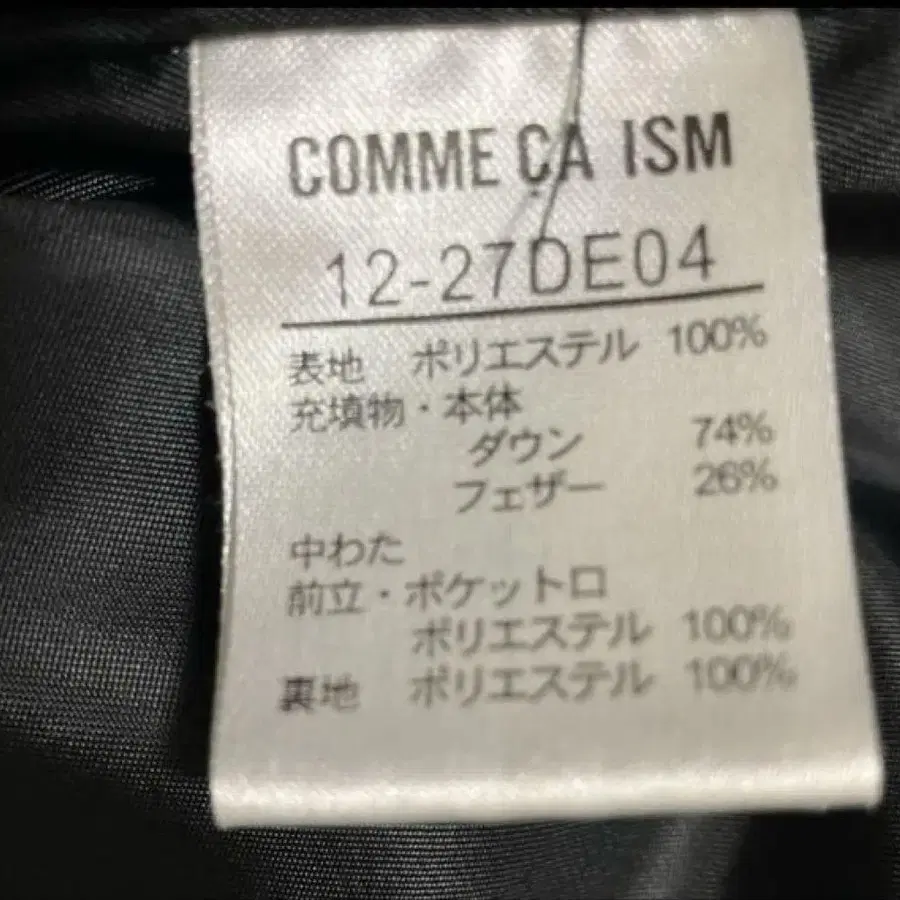 COMME ÇA ISM
12-27DE04
表地 ポリエステル 100%
充填物・本体
ダウン 74%
フェザー 26%
中わた
前立・ポケット口
ポリエステル 100%
裏地 ポリエステル 100%